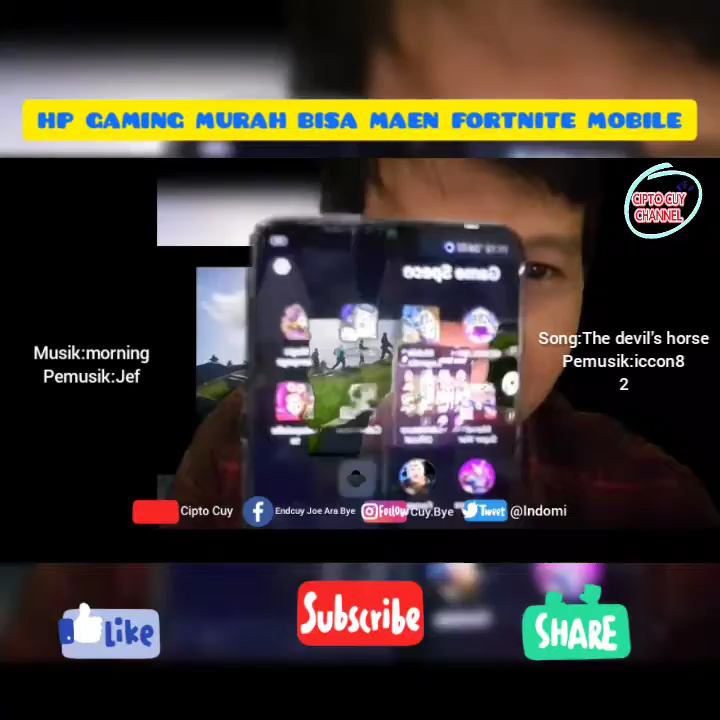 HP GAMING MURAH BISA MAEN FORTNITE MOBILE
CIPTO CUY
CHANNEL
Game Space
Musik:morning
Pemusik:Jef
Song:The devil's horse
Pemusik:iccon8
2
Cipto Cuy
Endcuy Joe Ara Bye
Follow
Cuy.Bye
Tweet
@Indomi
Like
Subscribe
SHARE